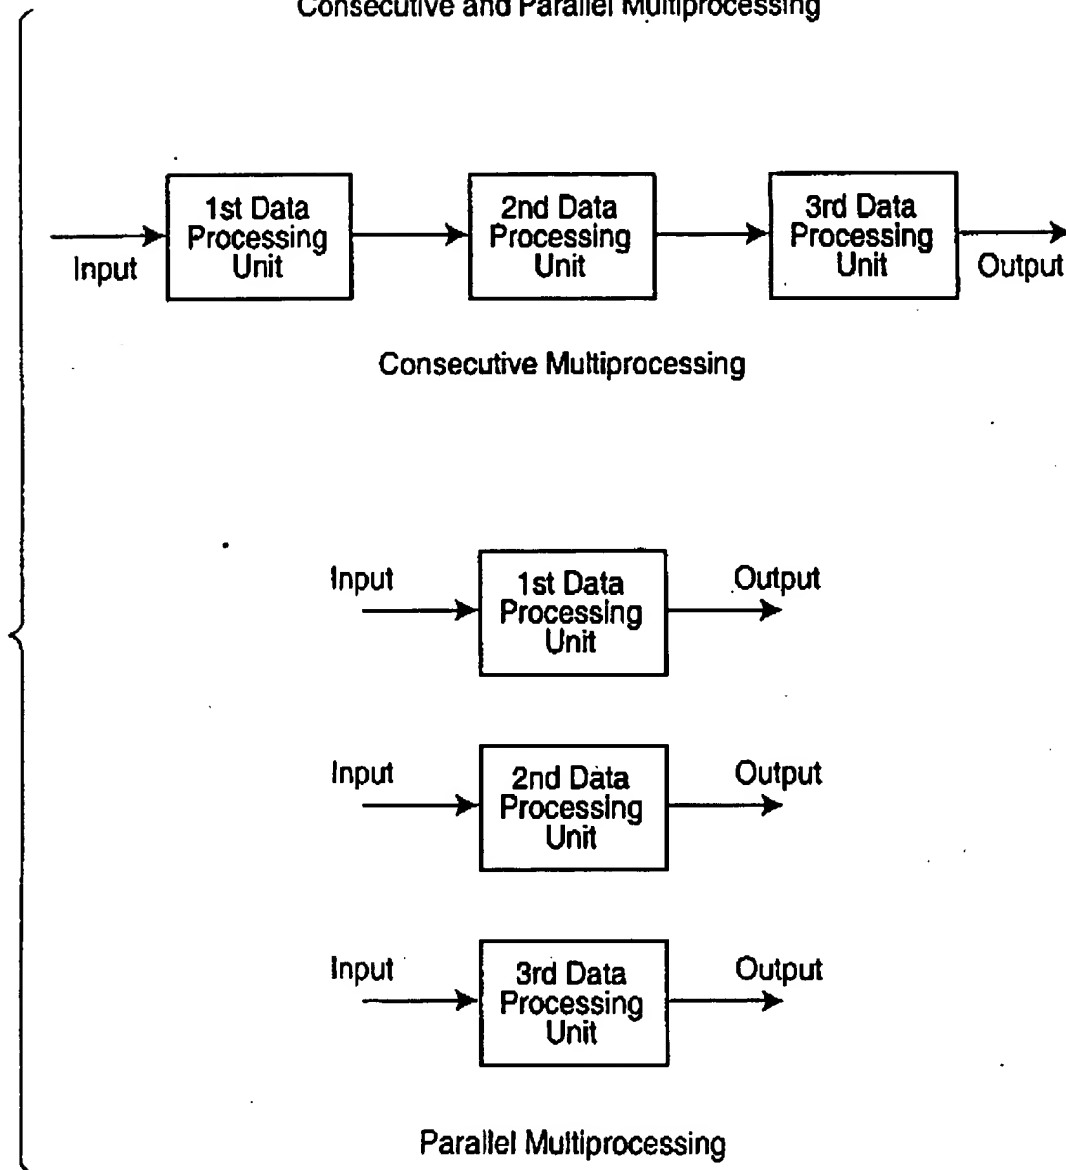 Consecutive and Parallel Multiprocessing
1st Data
Processing
Unit
2nd Data
Processing
Unit
3rd Data
Processing
Unit
Input
Output
Consecutive Multiprocessing
Input
1st Data
Processing
Unit
Output
Input
2nd Data
Processing
Unit
Output
Input
3rd Data
Processing
Unit
Output
Parallel Multiprocessing